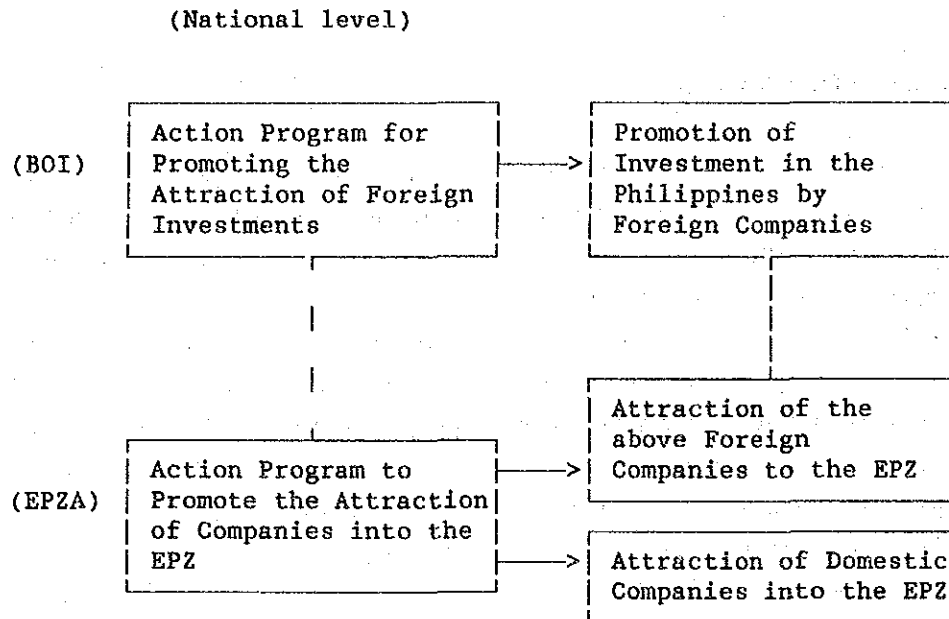 (National level)
(BOI)
Action Program for
Promoting the
Attraction of Foreign
Investments
Promotion of
Investment in the
Philippines by
Foreign Companies
(EPZA)
Action Program to
Promote the Attraction
of Companies into the
EPZ
Attraction of the
above Foreign
Companies to the EPZ
Attraction of Domestic
Companies into the EPZ